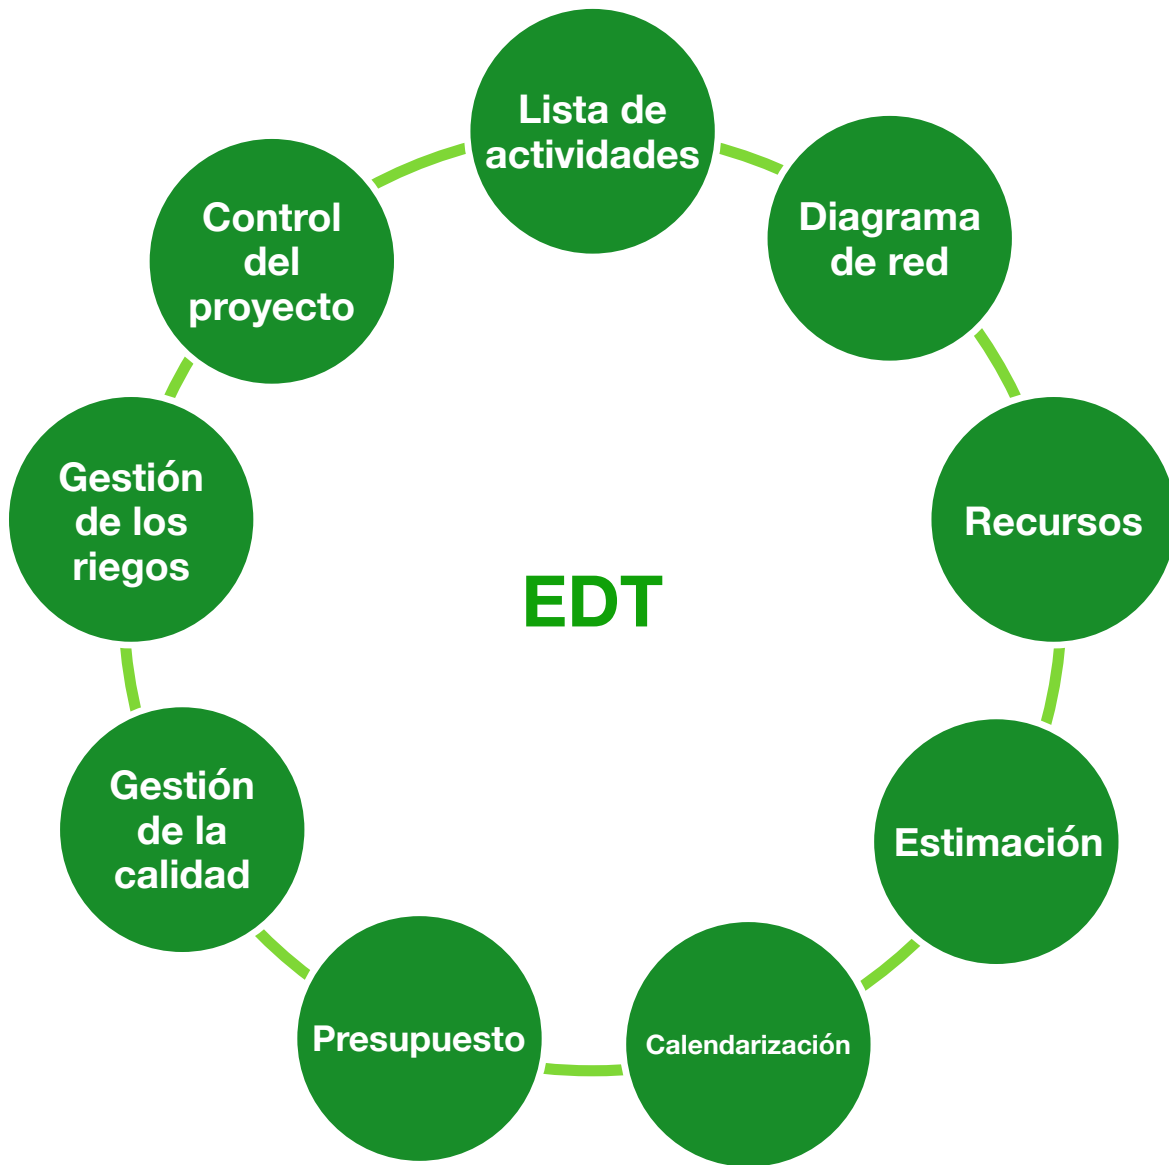 Lista de
actividades
Diagrama
de red
Recursos
Estimación
Calendarización
Presupuesto
Gestión
de la
calidad
Gestión
de los
riegos
Control
del
proyecto
EDT